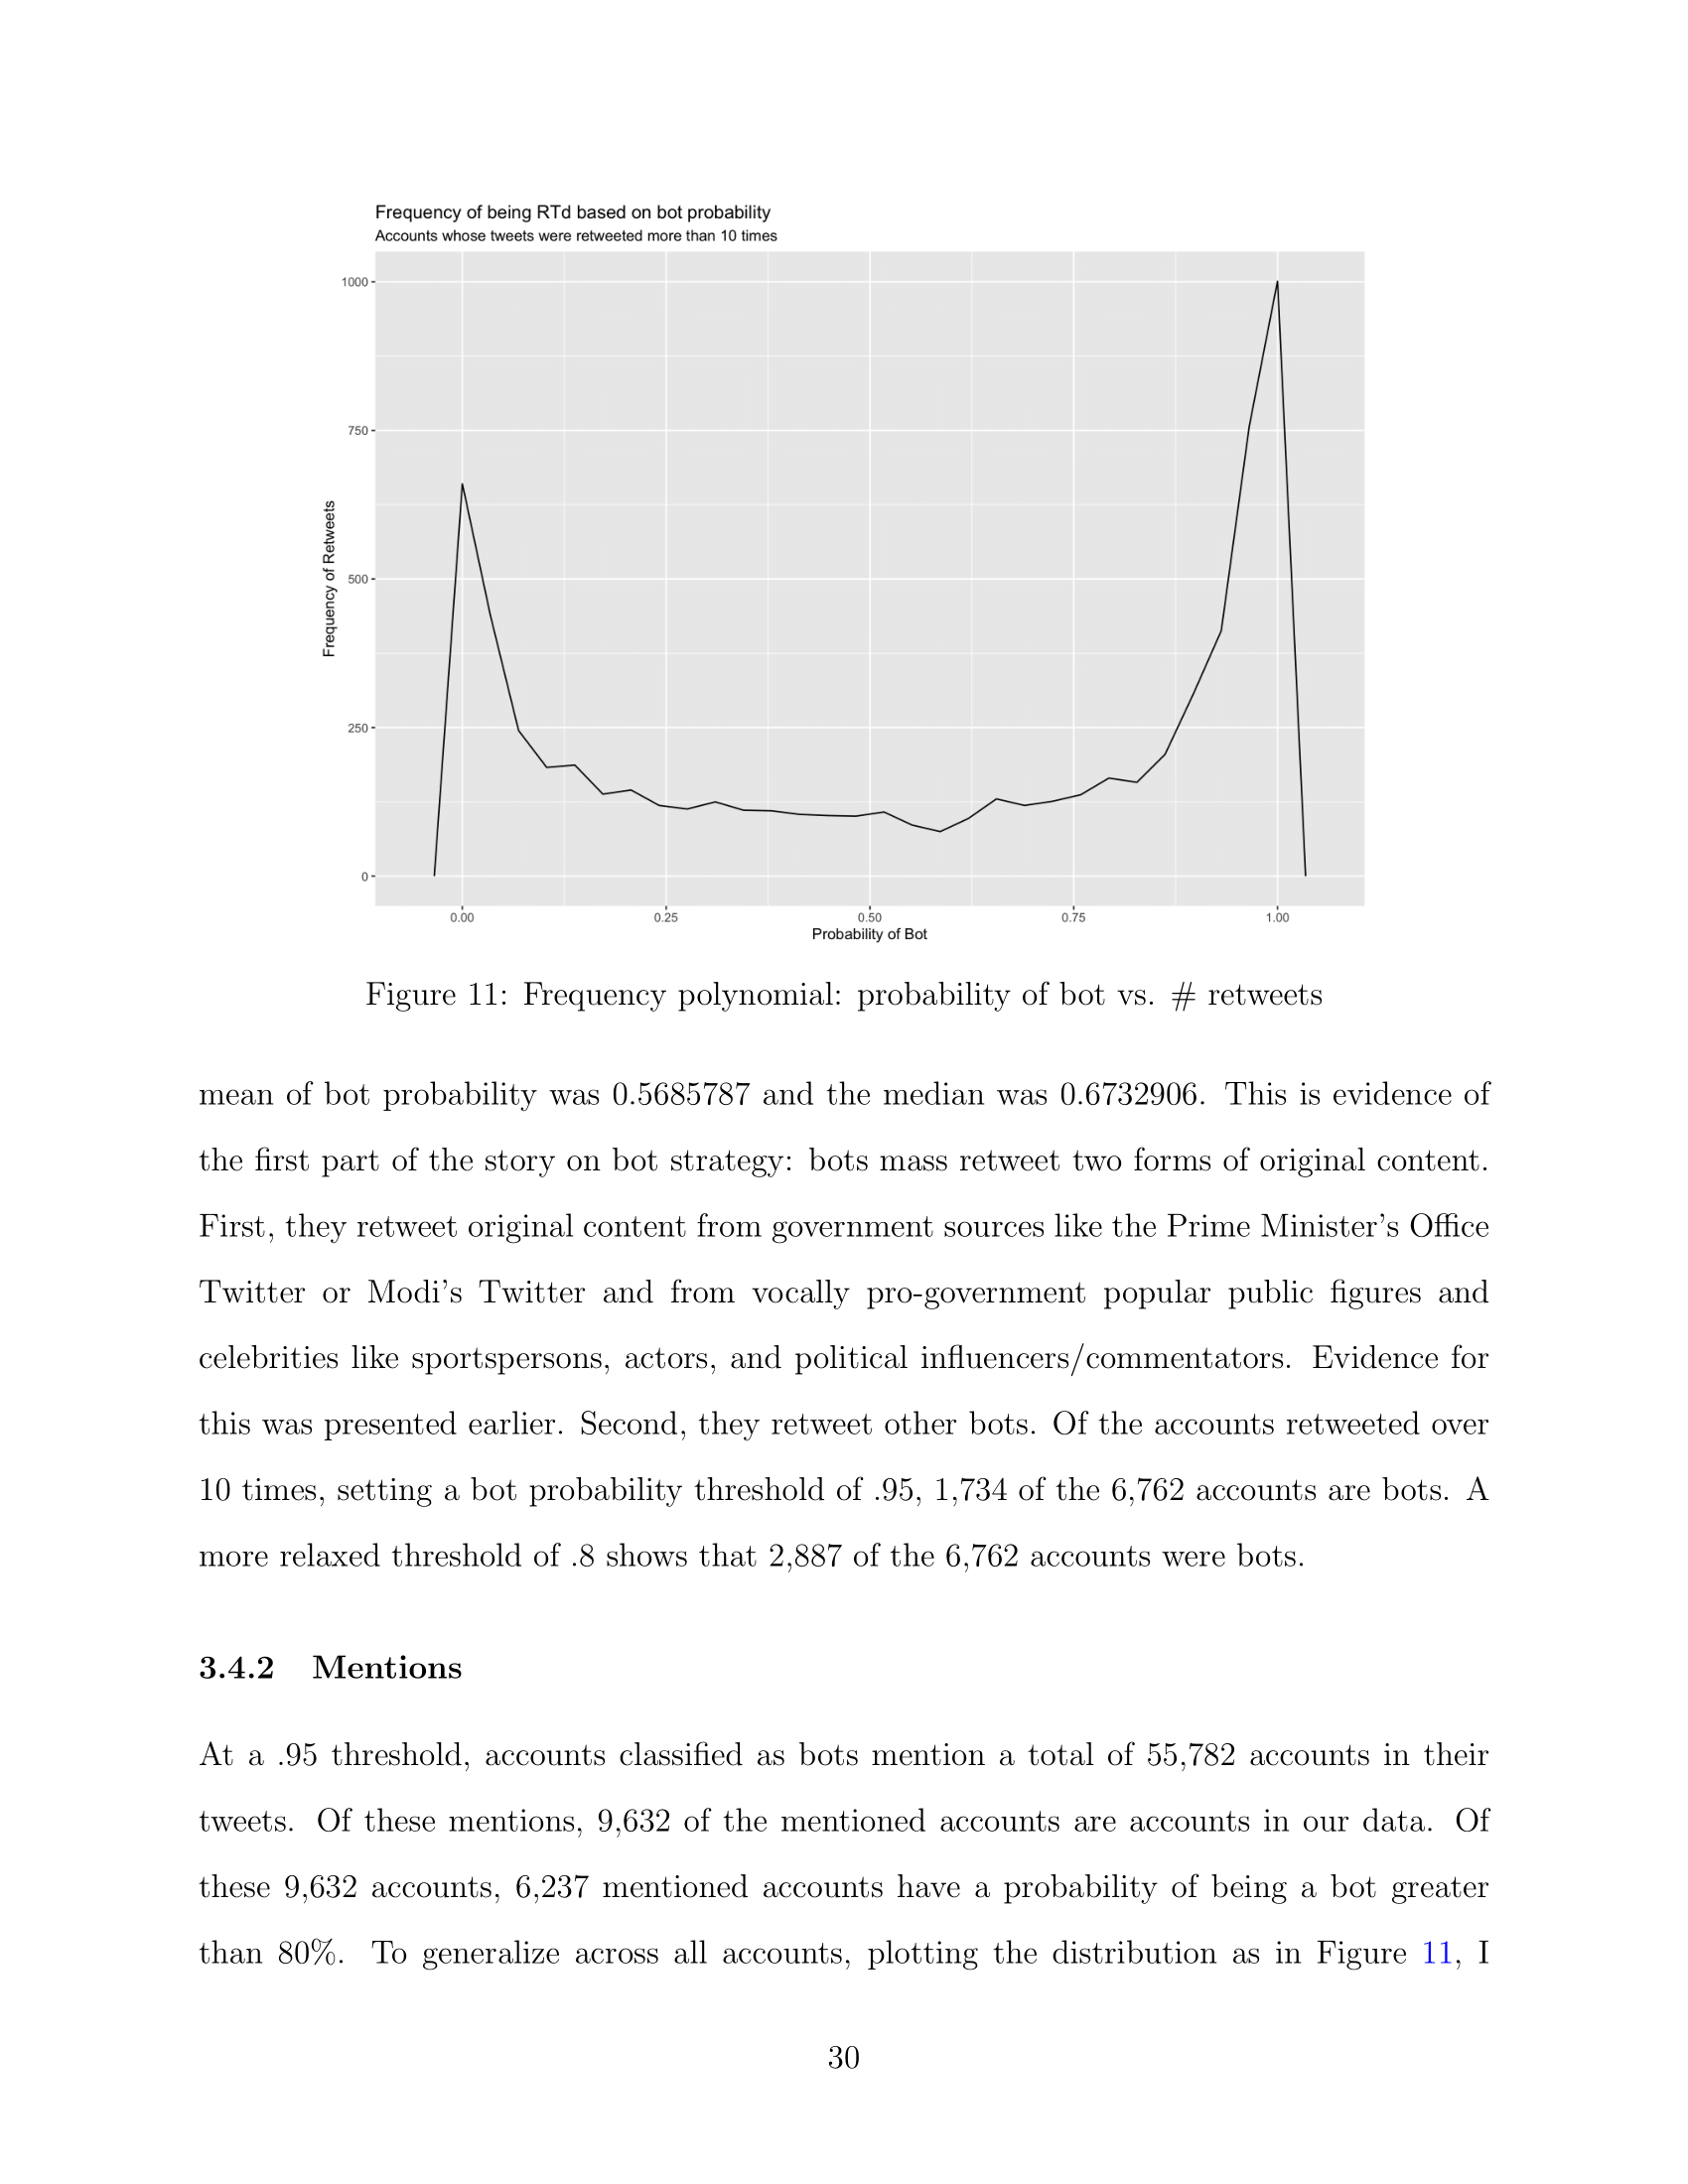 Frequency of being RTd based on bot probability
Accounts whose tweets were retweeted more than 10 times
1000
750
500
250
0
Frequency of Retweets
0.00 0.25 0.50 0.75 1.00
Probability of Bot
Figure 11: Frequency polynomial: probability of bot vs. # retweets
mean of bot probability was 0.5685787 and the median was 0.6732906. This is evidence of
the first part of the story on bot strategy: bots mass retweet two forms of original content.
First, they retweet original content from government sources like the Prime Minister's Office
Twitter or Modi's Twitter and from vocally pro-government popular public figures and
celebrities like sportspersons, actors, and political influencers/commentators. Evidence for
this was presented earlier. Second, they retweet other bots. Of the accounts retweeted over
10 times, setting a bot probability threshold of .95, 1,734 of the 6,762 accounts are bots. A
more relaxed threshold of .8 shows that 2,887 of the 6,762 accounts were bots.
3.4.2 Mentions
At a .95 threshold, accounts classified as bots mention a total of 55,782 accounts in their
tweets. Of these mentions, 9,632 of the mentioned accounts are accounts in our data. Of
these 9,632 accounts, 6,237 mentioned accounts have a probability of being a bot greater
than 80%. To generalize across all accounts, plotting the distribution as in Figure 11, I
30